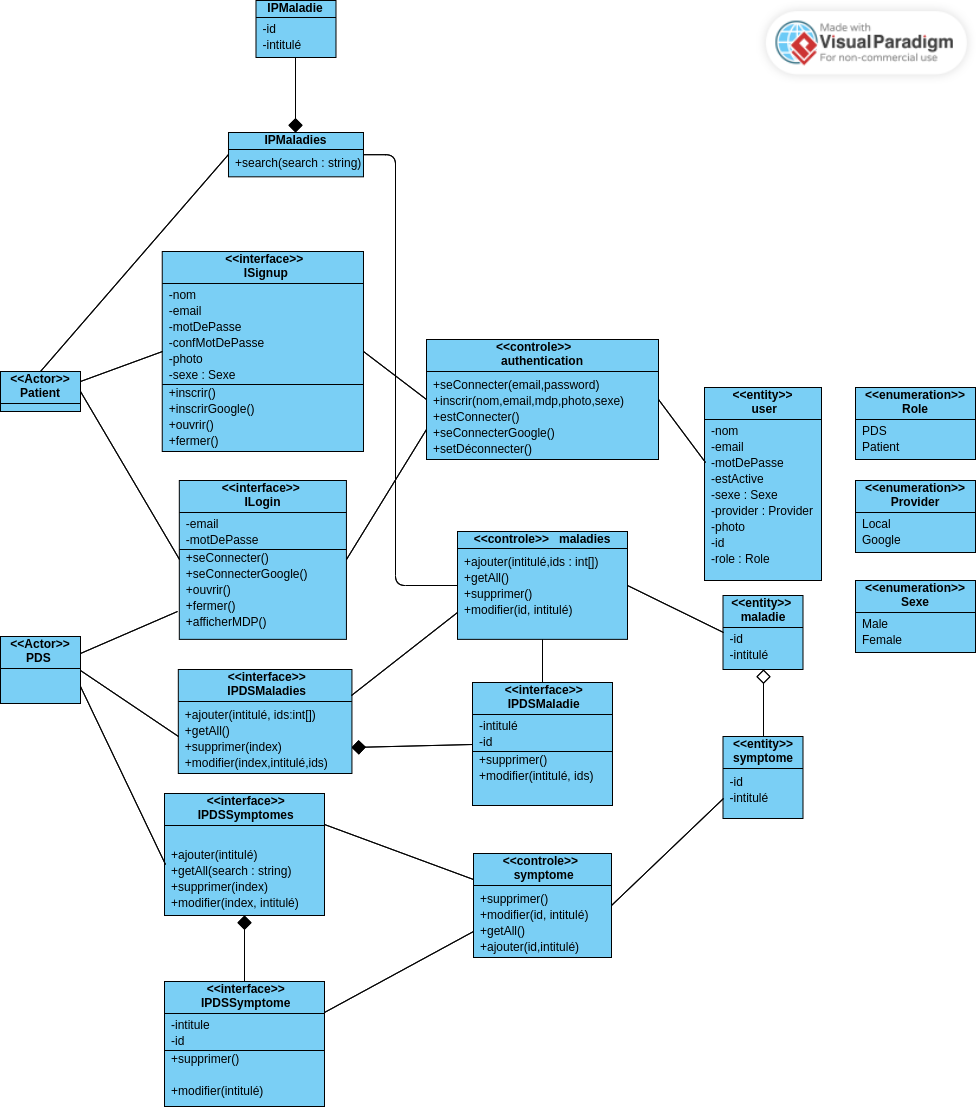 IPMaladie
-id
-intitulé
Made with
Visual Paradigm
For non-commercial use
IPMaladies
+search(search : string)
<<interface>>
ISignup
-nom
-email
-motDePasse
-confMotDePasse
-photo
-sexe : Sexe
+inscrir()
+inscrirGoogle()
+ouvrir()
+fermer()
<<Actor>>
Patient
<<controle>>
authentication
+seConnecter(email,password)
+inscrir(nom,email,mdp,photo,sexe)
+estConnecter()
+seConnecterGoogle()
+setDéconnecter()
<<entity>>
user
-nom
-email
-motDePasse
-estActive
-sexe : Sexe
-provider : Provider
-photo
-id
-role : Role
<<enumeration>>
Role
PDS
Patient
<<enumeration>>
Provider
Local
Google
<<enumeration>>
Sexe
Male
Female
<<interface>>
ILogin
-email
-motDePasse
+seConnecter()
+seConnecterGoogle()
+ouvrir()
+fermer()
+afficherMDP()
<<controle>> maladies
+ajouter(intitulé,ids : int[])
+getAll()
+supprimer()
+modifier(id, intitulé)
<<entity>>
maladie
-id
-intitulé
<<Actor>>
PDS
<<interface>>
IPDSMaladies
+ajouter(intitulé, ids:int[])
+getAll()
+supprimer(index)
+modifier(index,intitulé,ids)
<<interface>>
IPDSMaladie
-intitulé
-id
+supprimer()
+modifier(intitulé, ids)
<<entity>>
symptome
-id
-intitulé
<<interface>>
IPDSSymptomes
+ajouter(intitulé)
+getAll(search : string)
+supprimer(index)
+modifier(index, intitulé)
<<controle>>
symptome
+supprimer()
+modifier(id, intitulé)
+getAll()
+ajouter(id,intitulé)
<<interface>>
IPDSSymptome
-intitule
-id
+supprimer()
+modifier(intitulé)